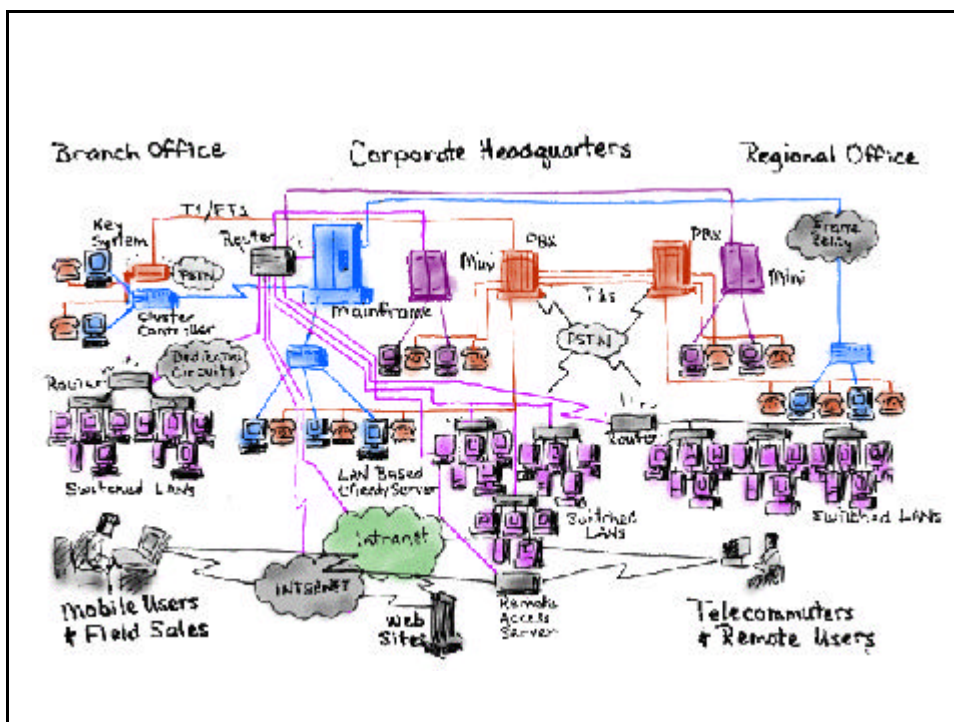 Branch Office
Corporate Headquarters
Regional Office
T1/FT1
Key
System
Router
PBX
PBX
Frame
Relay
PSTN
Mini
Mini
Cluster
Controller
Mainframe
T1s
PSTN
Dedicated
Circuits
Router
Router
LAN Based
Client/Server
Switched LANs
Switched
LANs
Switched LANs
Intranet
INTERNET
Mobile Users
& Field Sales
Web
Sites
Remote
Access
Server
Telecommuters
& Remote Users